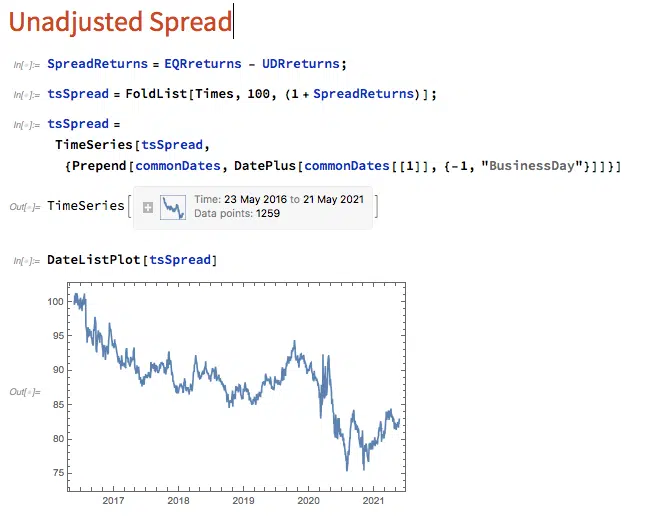 Unadjusted Spread
In[◦]:= SpreadReturns = EQRreturns - UDRreturns;
In[◦]:= tsSpread = FoldList[Times, 100, (1 + SpreadReturns)];
In[◦]:= tsSpread =
TimeSeries[tsSpread,
{Prepend[commonDates, DatePlus[commonDates[[1]], {-1, "BusinessDay"}]]}]
Out[◦]= TimeSeries[ Time: 23 May 2016 to 21 May 2021
Data points: 1259 ]
In[◦]:= DateListPlot[tsSpread]
100
95
90
85
80
75
Out[◦]=
2017 2018 2019 2020 2021